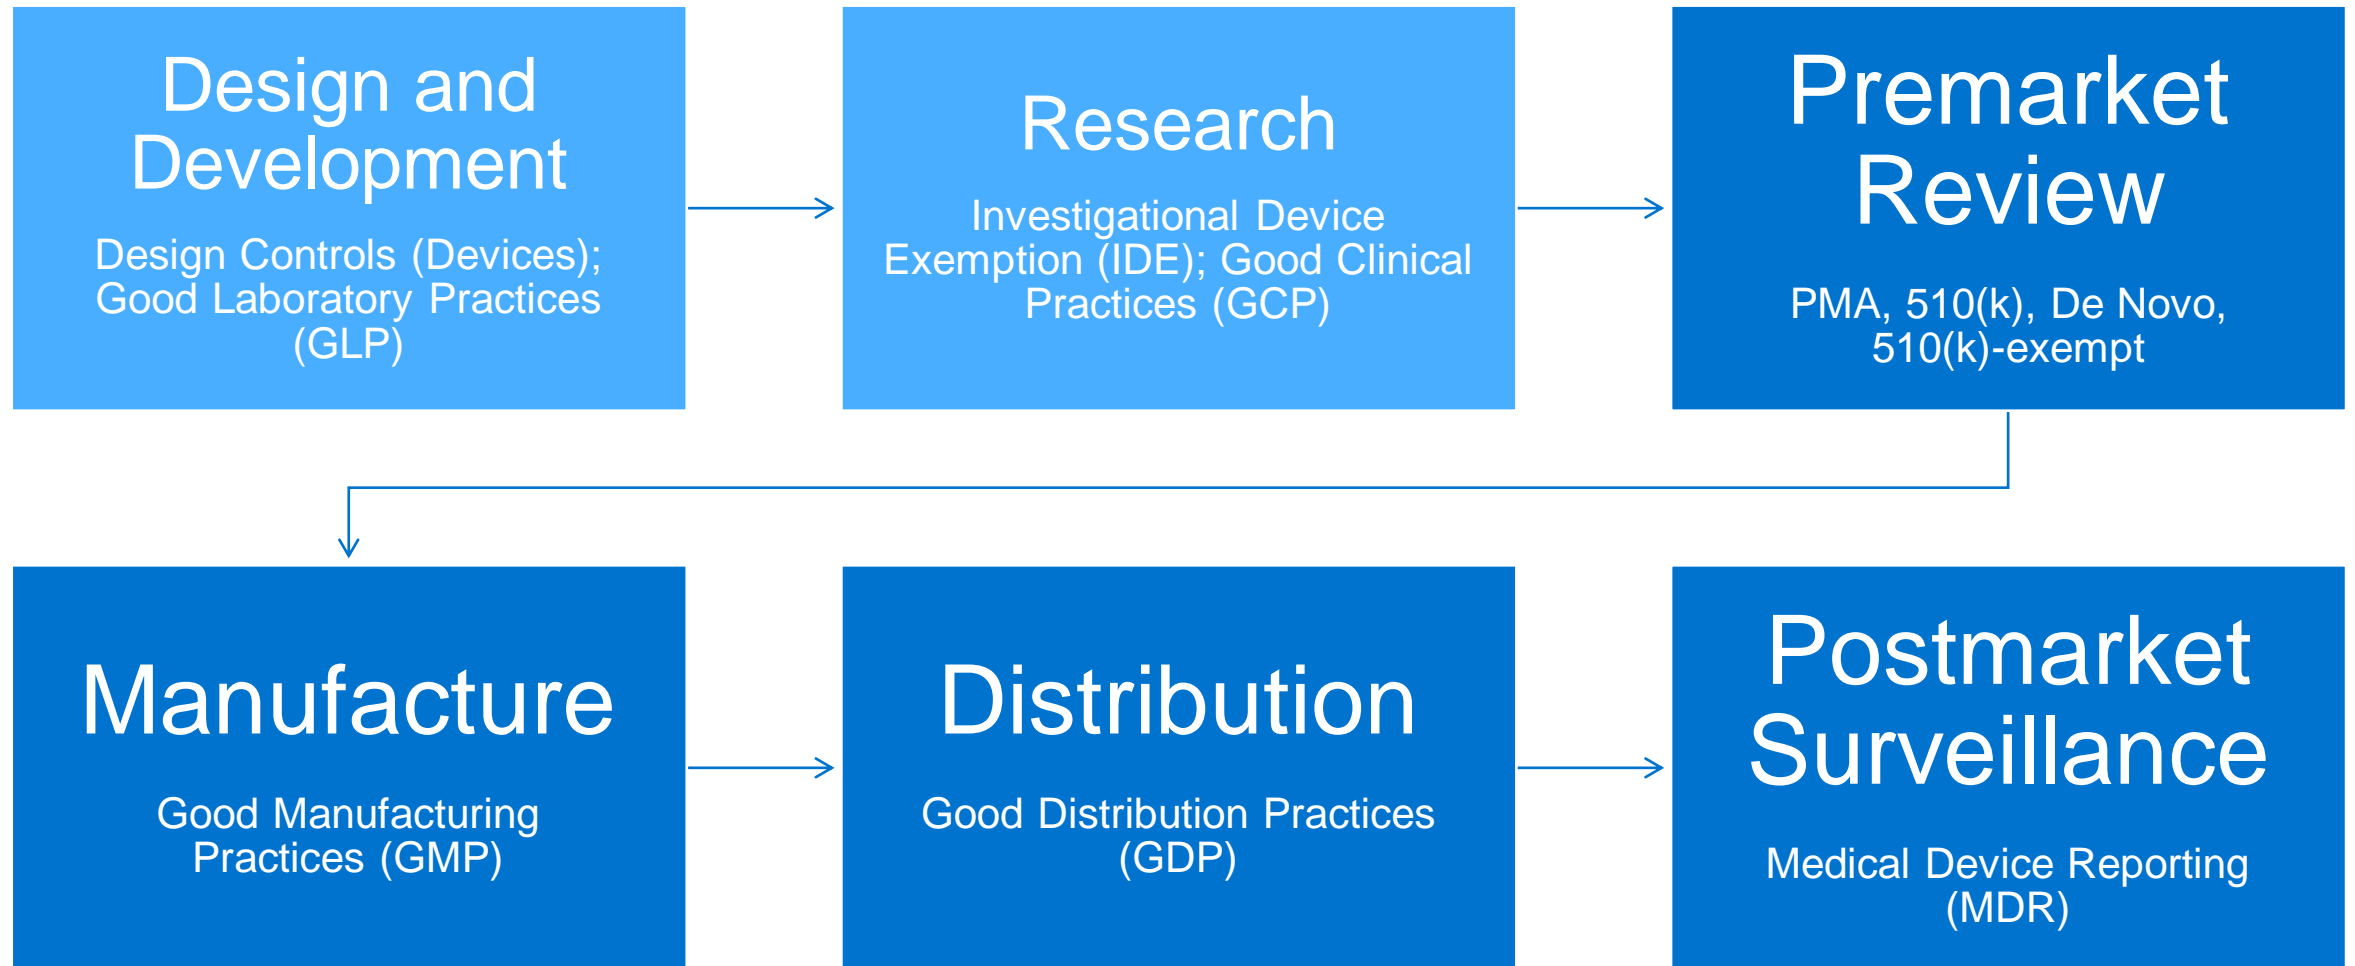 Design and
Development
Design Controls (Devices);
Good Laboratory Practices
(GLP)
Research
Investigational Device
Exemption (IDE); Good Clinical
Practices (GCP)
Premarket
Review
PMA, 510(k), De Novo,
510(k)-exempt
Manufacture
Good Manufacturing
Practices (GMP)
Distribution
Good Distribution Practices
(GDP)
Postmarket
Surveillance
Medical Device Reporting
(MDR)